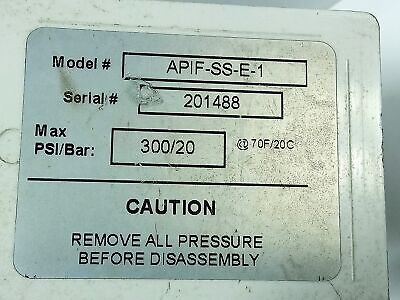 Model # APIF-SS-E-1
Serial # 201488
Max
PSI/Bar: 300/20 @ 70F/20C
CAUTION
REMOVE ALL PRESSURE
BEFORE DISASSEMBLY